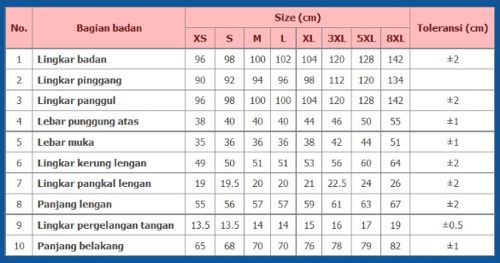 No. Bagian badan Size (cm) Toleransi (cm)
XS S M L XL 3XL 5XL 8XL
1 Lingkar badan 96 98 100 102 104 120 128 142 ±2
2 Lingkar pinggang 90 92 94 96 98 112 120 134
3 Lingkar panggul 96 98 100 100 104 120 128 142 ±2
4 Lebar punggung atas 38 40 40 40 44 46 50 55 ±1
5 Lebar muka 35 36 36 36 38 42 44 51 ±1
6 Lingkar kerung lengan 49 50 51 51 53 56 60 64 ±2
7 Lingkar pangkal lengan 19 19.5 20 20 21 22.5 24 26 ±2
8 Panjang lengan 55 56 57 57 59 61 63 67 ±2
9 Lingkar pergelangan tangan 13.5 13.5 14 14 15 16 17 19 ±0.5
10 Panjang belakang 65 68 70 70 76 78 79 82 ±1